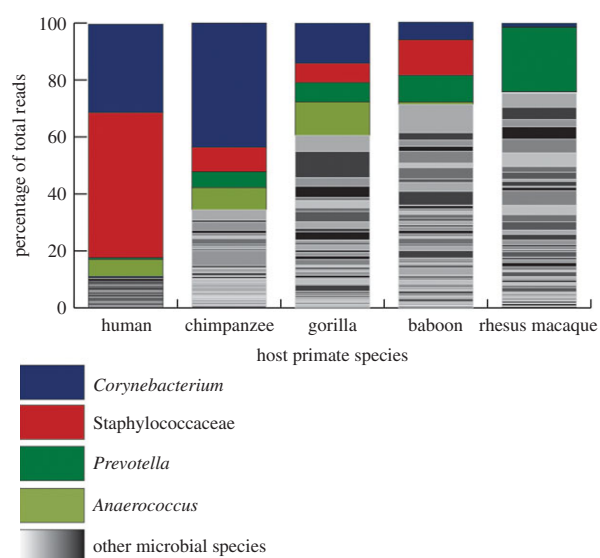 percentage of total reads
100
80
60
40
20
0
human chimpanzee gorilla baboon rhesus macaque
host primate species
Corynebacterium
Staphylococcaceae
Prevotella
Anaerococcus
other microbial species